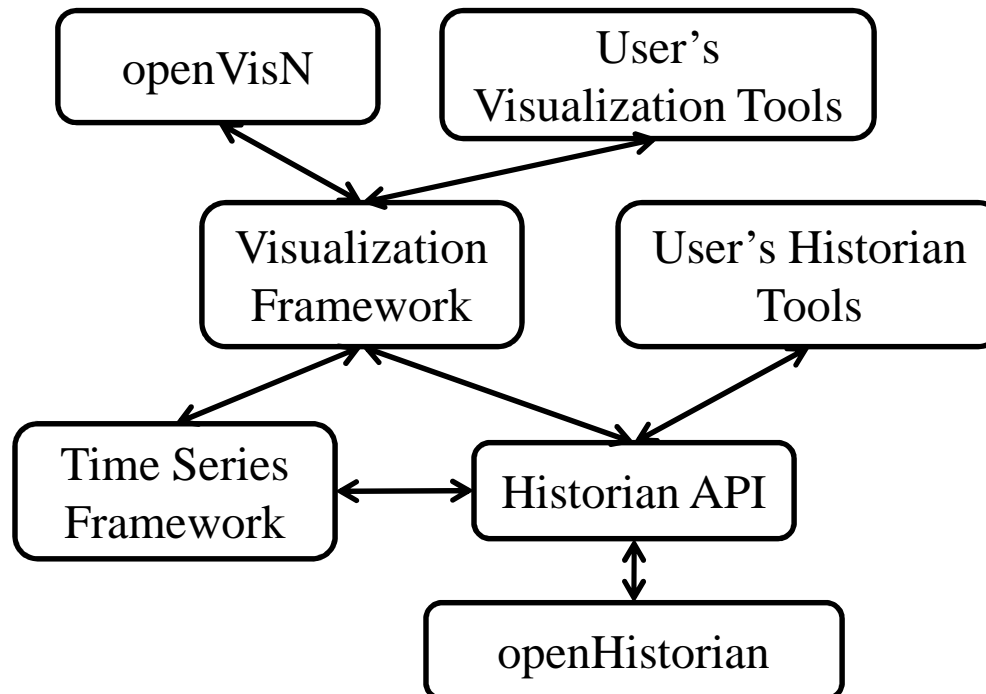 openVisN
User’s
Visualization Tools
Visualization
Framework
User’s Historian
Tools
Time Series
Framework
Historian API
openHistorian